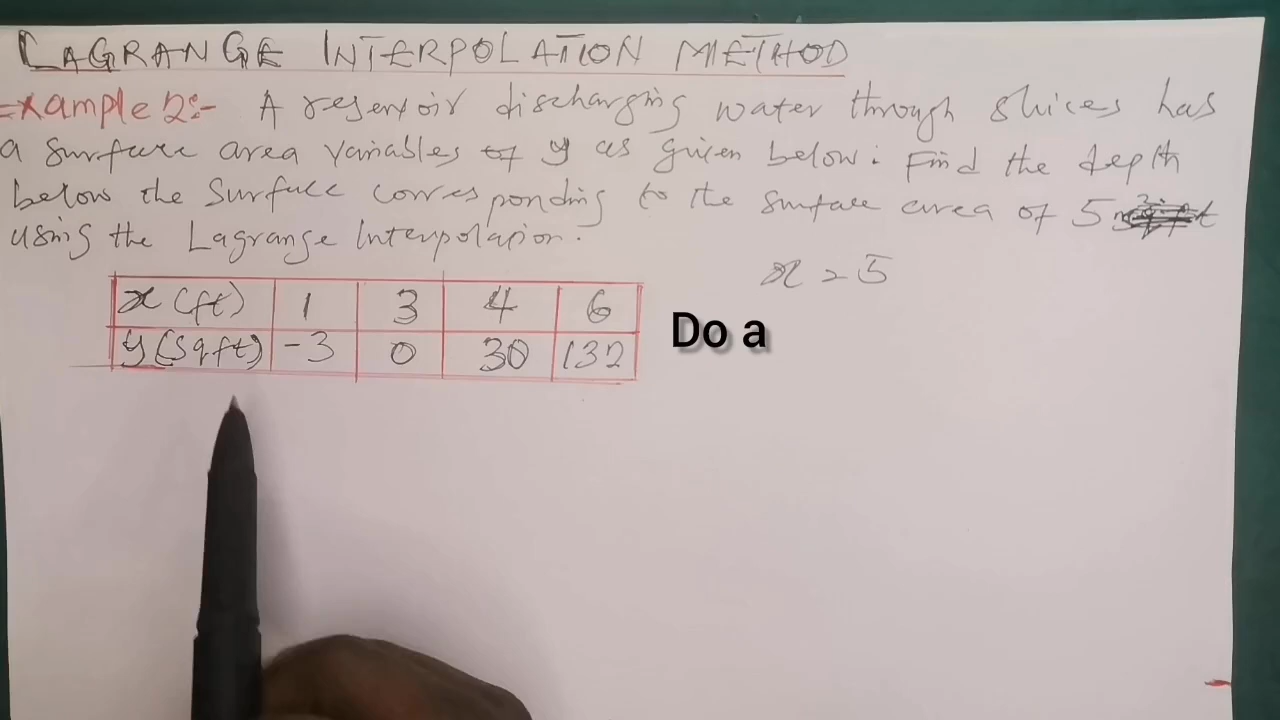 LAGRANGE INTERPOLATION METHOD
Example 2:- A reservoir discharging water through sluices has
a surface area variables of y as given below: Find the depth
below the surface corresponding to the surface area of 5
using the Lagrange Interpolation.
x = 5
x (ft) 1 3 4 6
y (sqft) -3 0 30 132
Do a